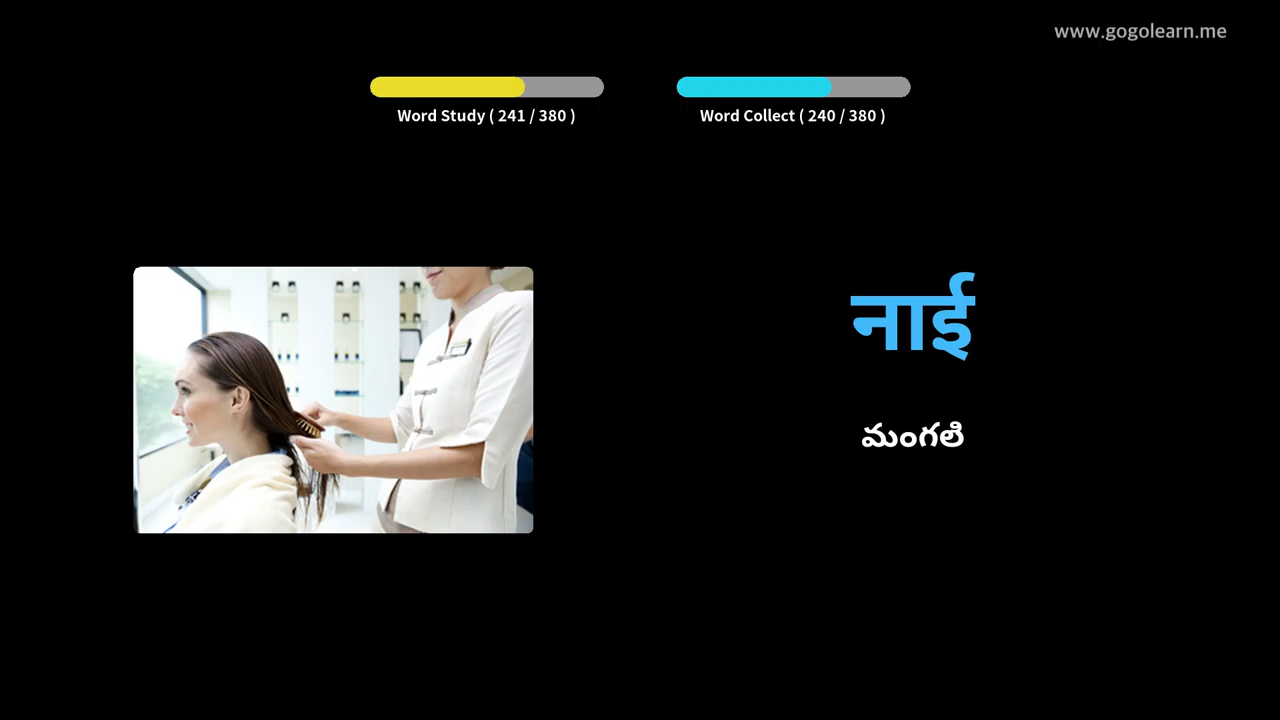 www.gogolearn.me
Word Study ( 241 / 380 )
Word Collect ( 240 / 380 )
नाई
మంగలి